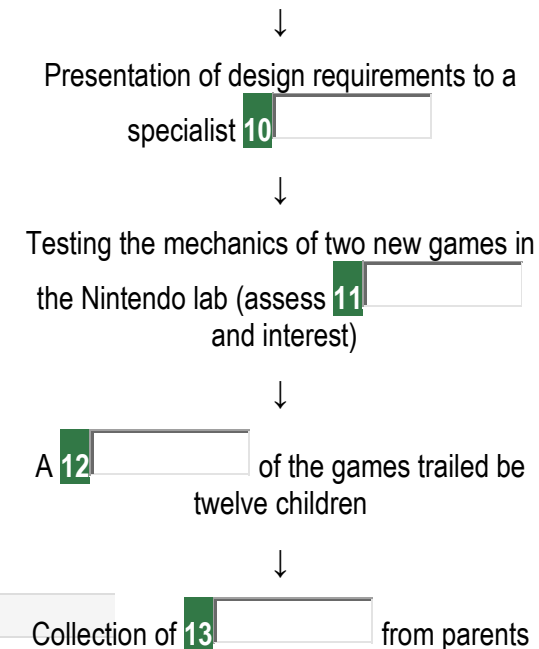 ↓
Presentation of design requirements to a
specialist 10
↓
Testing the mechanics of two new games in
the Nintendo lab (assess 11
and interest)
↓
A 12 of the games trailed be
twelve children
↓
Collection of 13 from parents